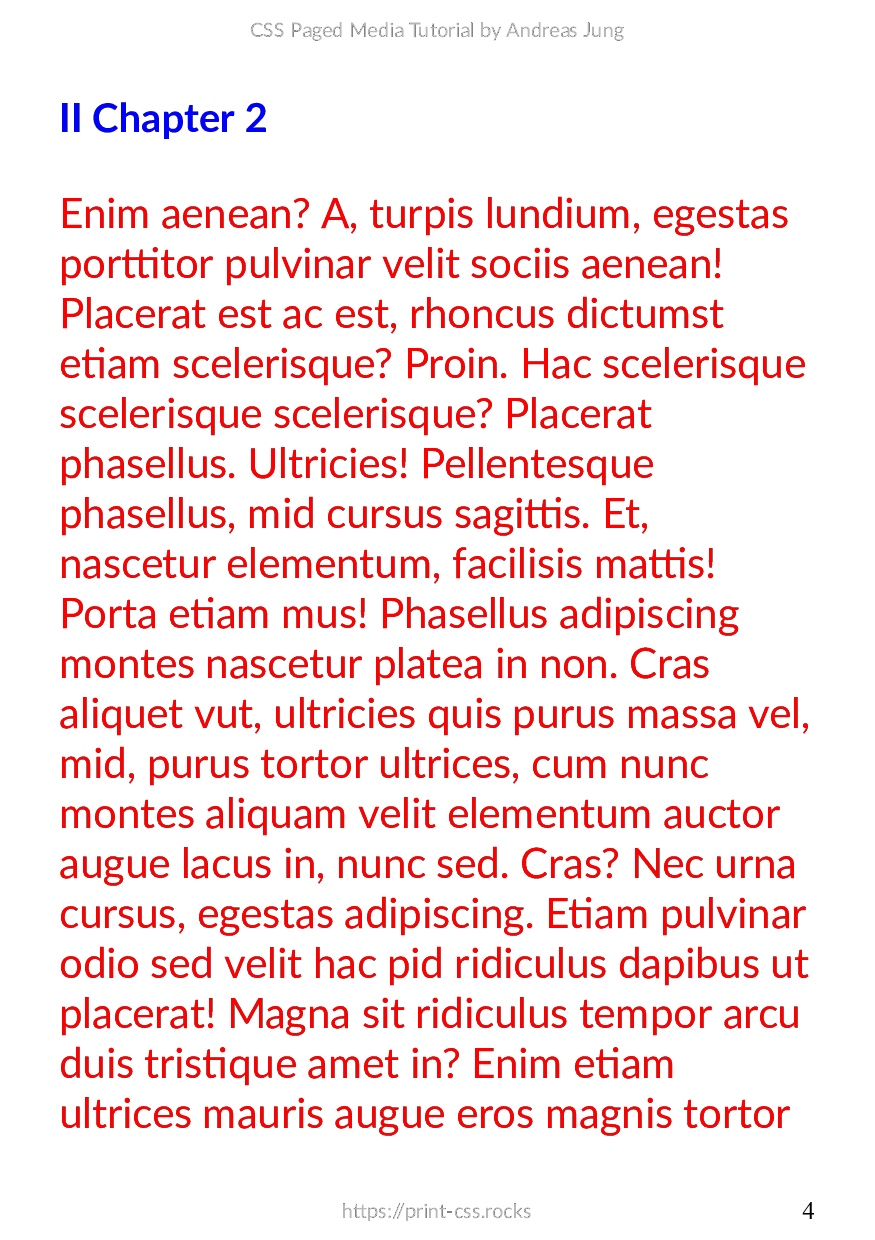 CSS Paged Media Tutorial by Andreas Jung
II Chapter 2
Enim aenean? A, turpis lundium, egestas
porttitor pulvinar velit sociis aenean!
Placerat est ac est, rhoncus dictumst
etiam scelerisque? Proin. Hac scelerisque
scelerisque scelerisque? Placerat
phasellus. Ultricies! Pellentesque
phasellus, mid cursus sagittis. Et,
nascetur elementum, facilisis mattis!
Porta etiam mus! Phasellus adipiscing
montes nascetur platea in non. Cras
aliquet vut, ultricies quis purus massa vel,
mid, purus tortor ultrices, cum nunc
montes aliquam velit elementum auctor
augue lacus in, nunc sed. Cras? Nec urna
cursus, egestas adipiscing. Etiam pulvinar
odio sed velit hac pid ridiculus dapibus ut
placerat! Magna sit ridiculus tempor arcu
duis tristique amet in? Enim etiam
ultrices mauris augue eros magnis tortor
https://print-css.rocks 4